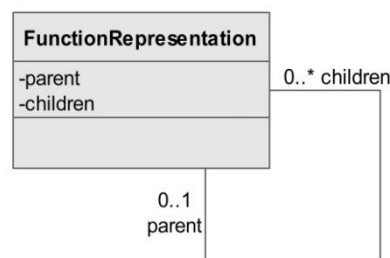 FunctionRepresentation
-parent
-children
0..* children
0..1
parent